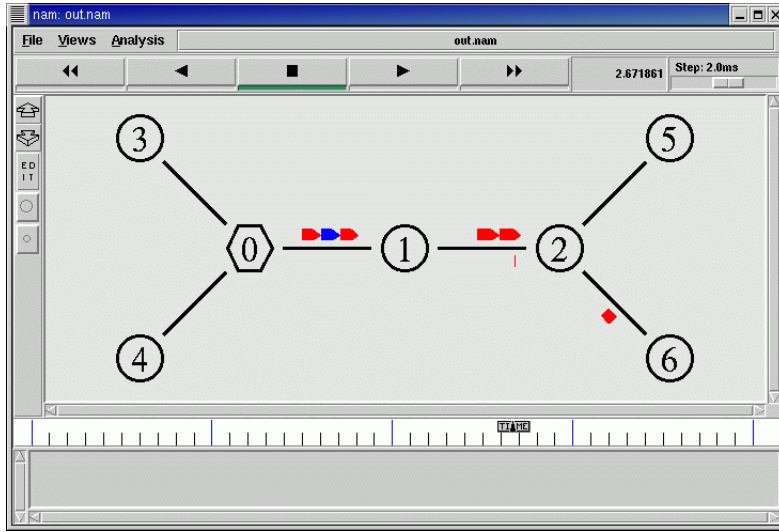 nam: out.nam
File Views Analysis out.nam
2.671861 Step: 2.0ms
ED
IT
3
5
0
1
2
4
6
TIME